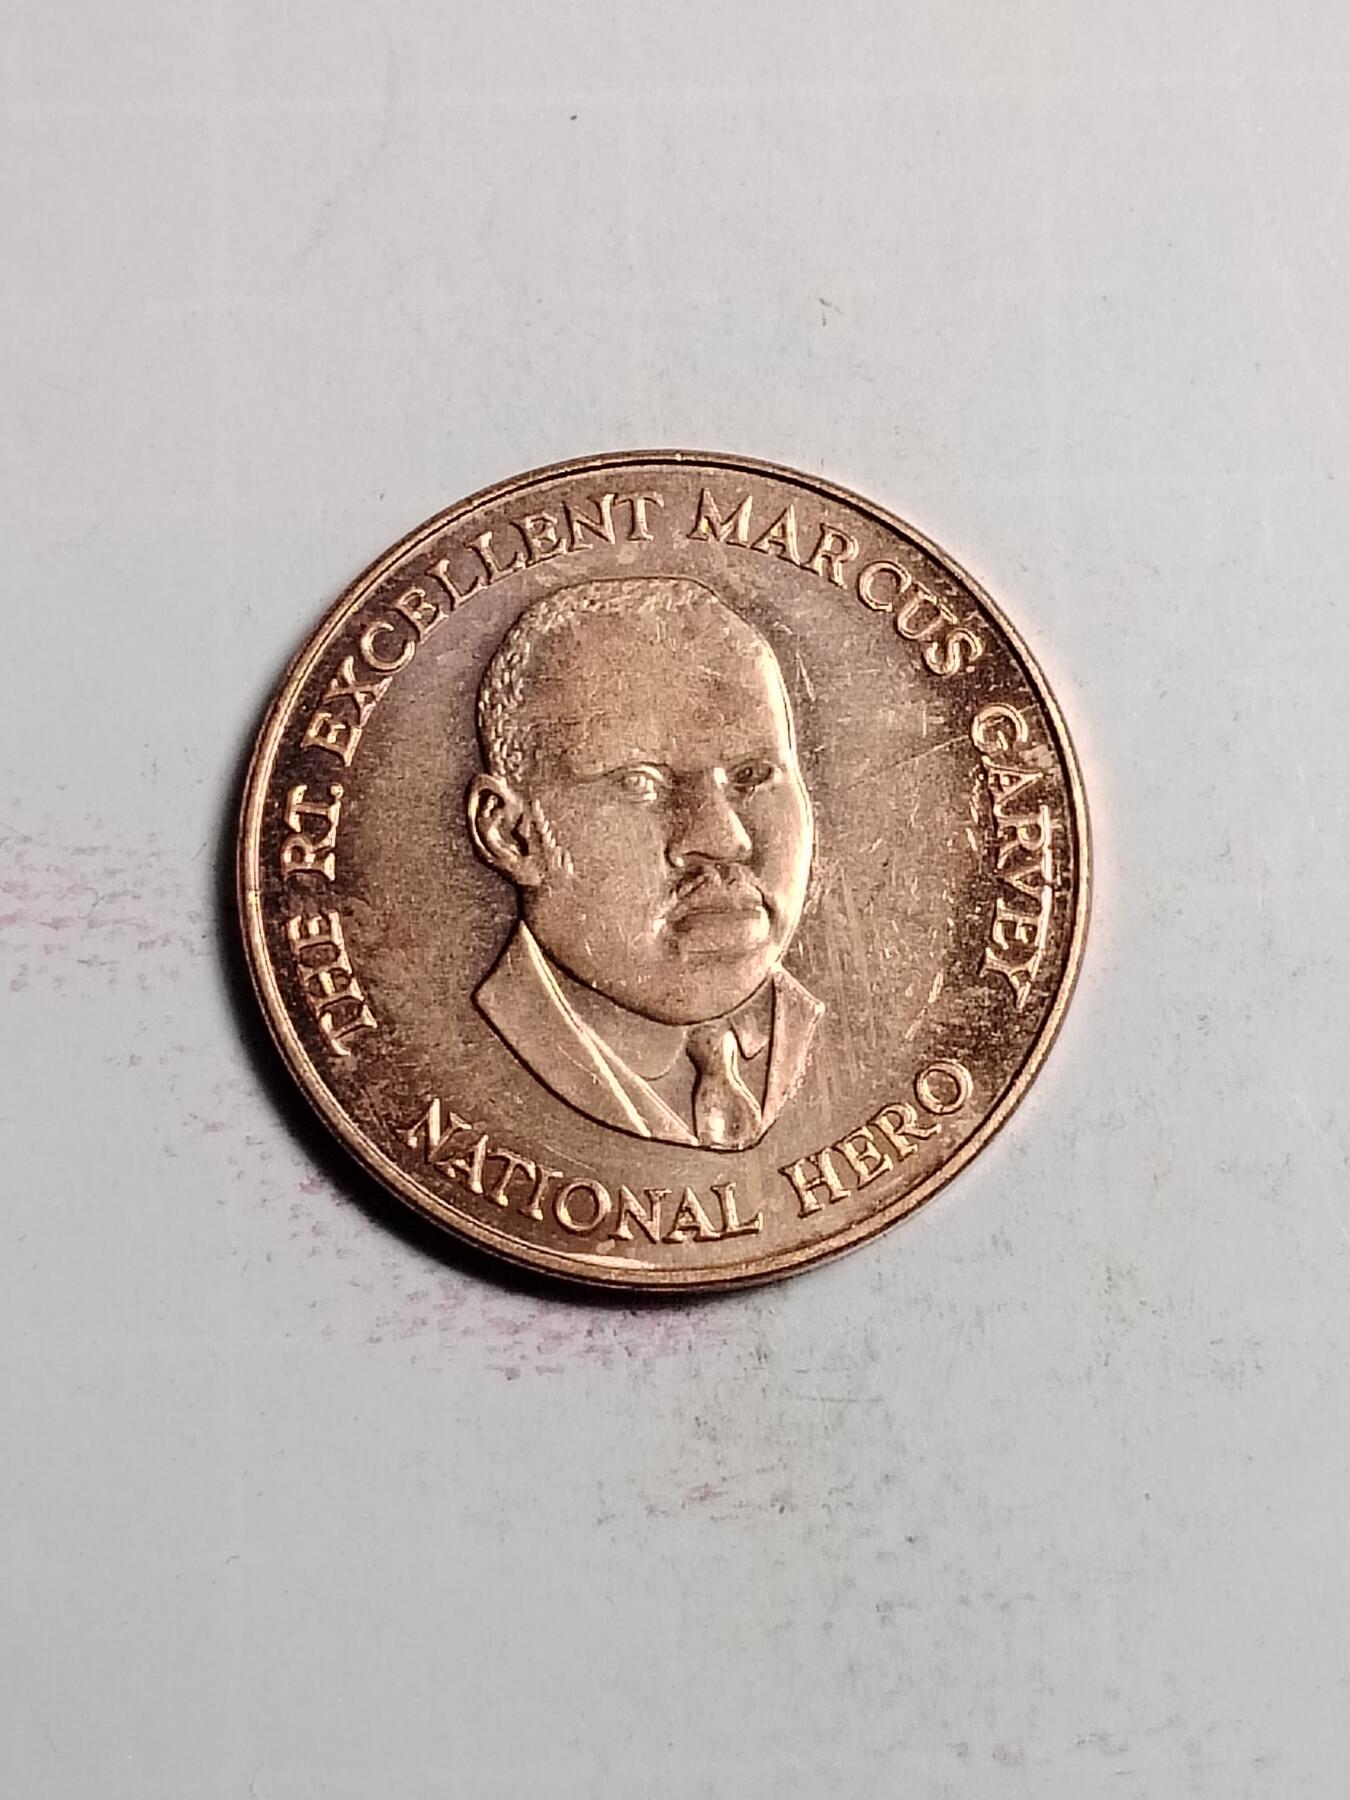 THE RT. EXCELLENT MARCUS GARVEY
NATIONAL HERO